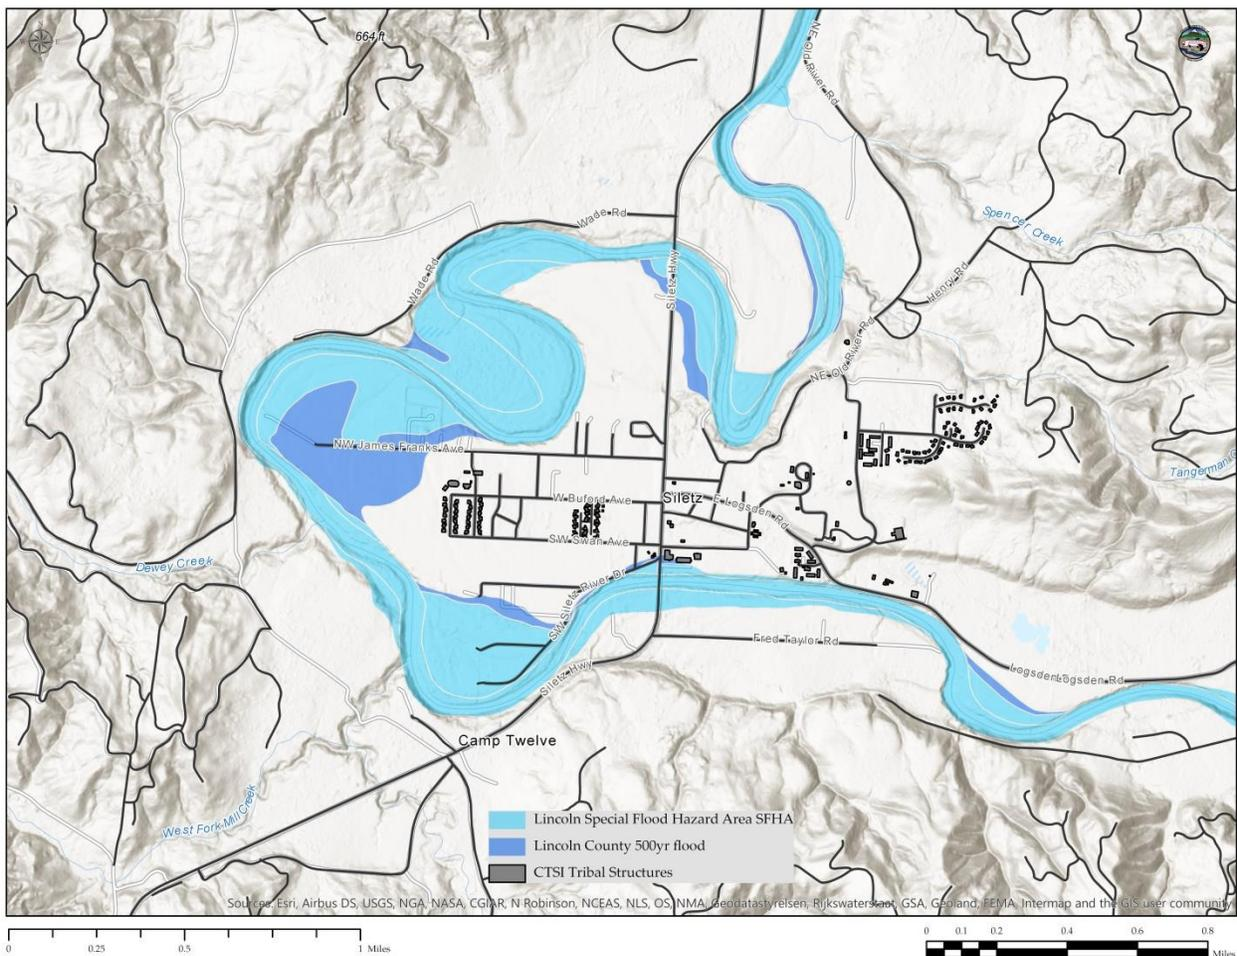 664 ft
NE Old River Rd
Wade Rd
Spencer Creek
Wade Rd
Siletz Hwy
Henry Rd
NE Old River Rd
NW James Franks Ave
W Buford Ave
Siletz
E Logsden Rd
SW Swan Ave
Dewey Creek
SW Siletz River Dr
Fred Taylor Rd
Siletz Hwy
Logsden Logsden Rd
Camp Twelve
West Fork Mill Creek
Lincoln Special Flood Hazard Area SFHA
Lincoln County 500yr flood
CTSI Tribal Structures
Sources: Esri, Airbus DS, USGS, NGA, NASA, CGIAR, N Robinson, NCEAS, NLS, OS, NMA, Geodatastyrelsen, Rijkswaterstaat, GSA, Geoland, FEMA, Intermap and the GIS user community
0 0.25 0.5 1 Miles
0 0.1 0.2 0.4 0.6 0.8
Miles